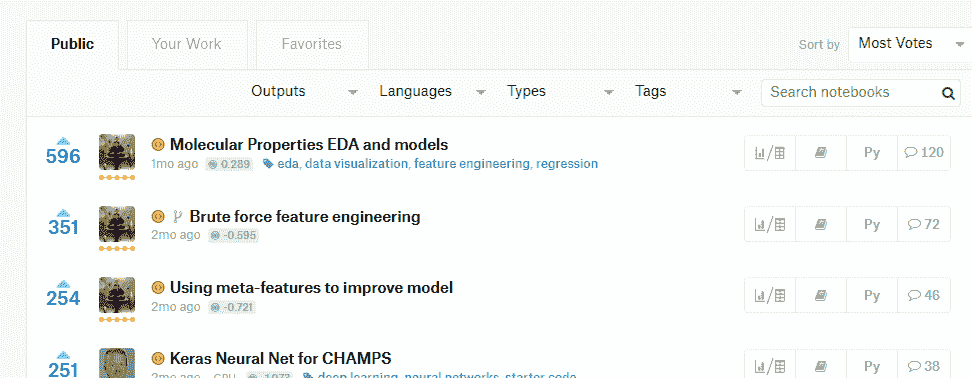 Public Your Work Favorites Sort by Most Votes
Outputs Languages Types Tags Search notebooks
596 Molecular Properties EDA and models Py 120
1mo ago 0.289 eda, data visualization, feature engineering, regression
351 Brute force feature engineering Py 72
2mo ago -0.595
254 Using meta-features to improve model Py 46
2mo ago -0.721
251 Keras Neural Net for CHAMPS Py 38
2mo ago GPU -1.073 deep learning, neural networks, starter code